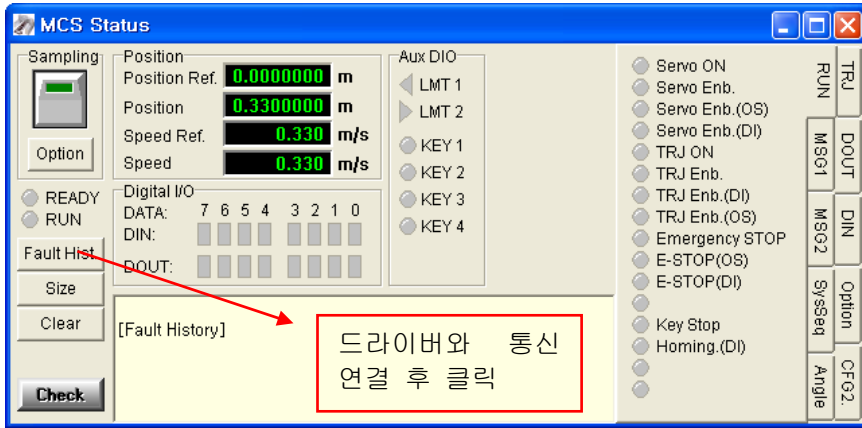 MCS Status
Sampling
Option
READY
RUN
Fault Hist.
Size
Clear
Check
Position
Position Ref. 0.0000000 m
Position 0.3300000 m
Speed Ref. 0.330 m/s
Speed 0.330 m/s
Digital I/O
DATA: 7 6 5 4 3 2 1 0
DIN:
DOUT:
Aux DIO
LMT 1
LMT 2
KEY 1
KEY 2
KEY 3
KEY 4
[Fault History]
드라이버와 통신
연결 후 클릭
Servo ON
Servo Enb.
Servo Enb.(OS)
Servo Enb.(DI)
TRJ ON
TRJ Enb.
TRJ Enb.(DI)
TRJ Enb.(OS)
Emergency STOP
E-STOP(OS)
E-STOP(DI)
Key Stop
Homing.(DI)
RUN
MSG1
MSG2
SysSeq
Angle
TRJ
DOUT
DIN
Option
CFG2.